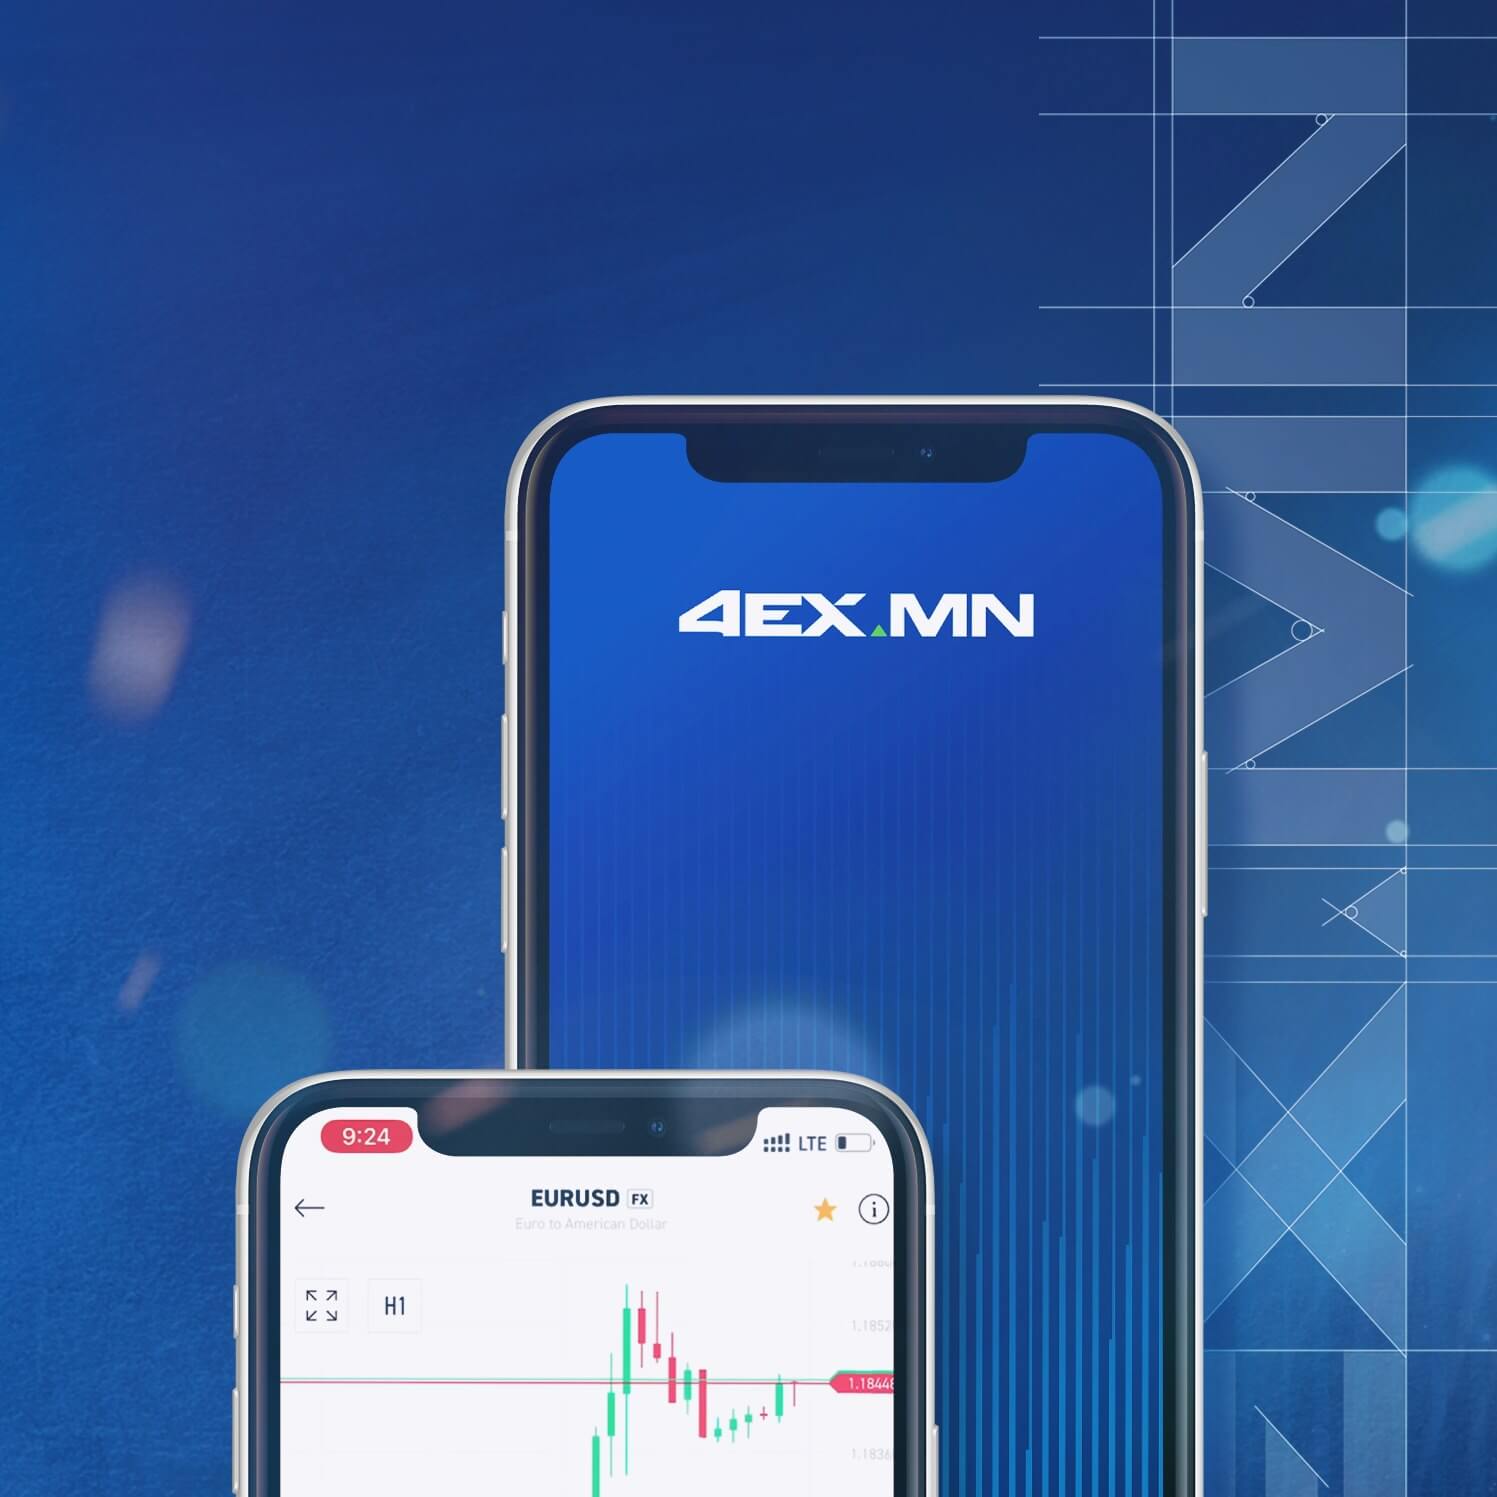 4EX.MN
9:24
LTE
EURUSD FX
Euro to American Dollar
H1
1.1852
1.18448
1.1836